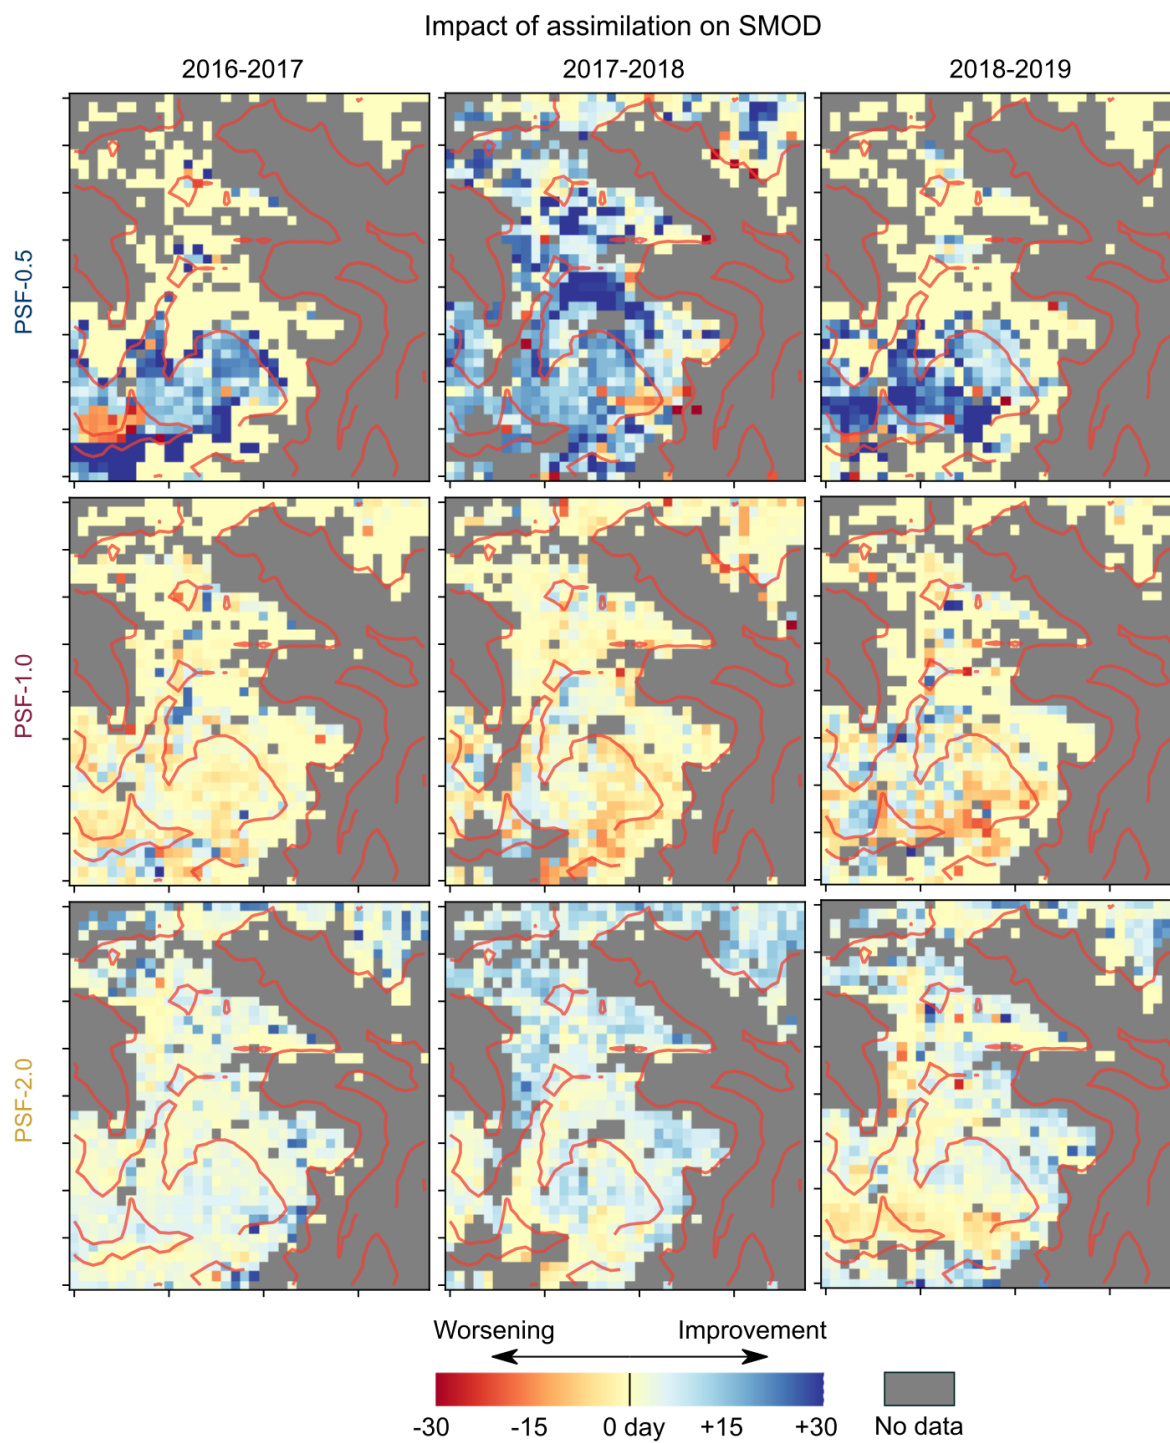 Impact of assimilation on SMOD
2016-2017 2017-2018 2018-2019
PSF-0.5
PSF-1.0
PSF-2.0
Worsening Improvement
-30 -15 0 day +15 +30 No data